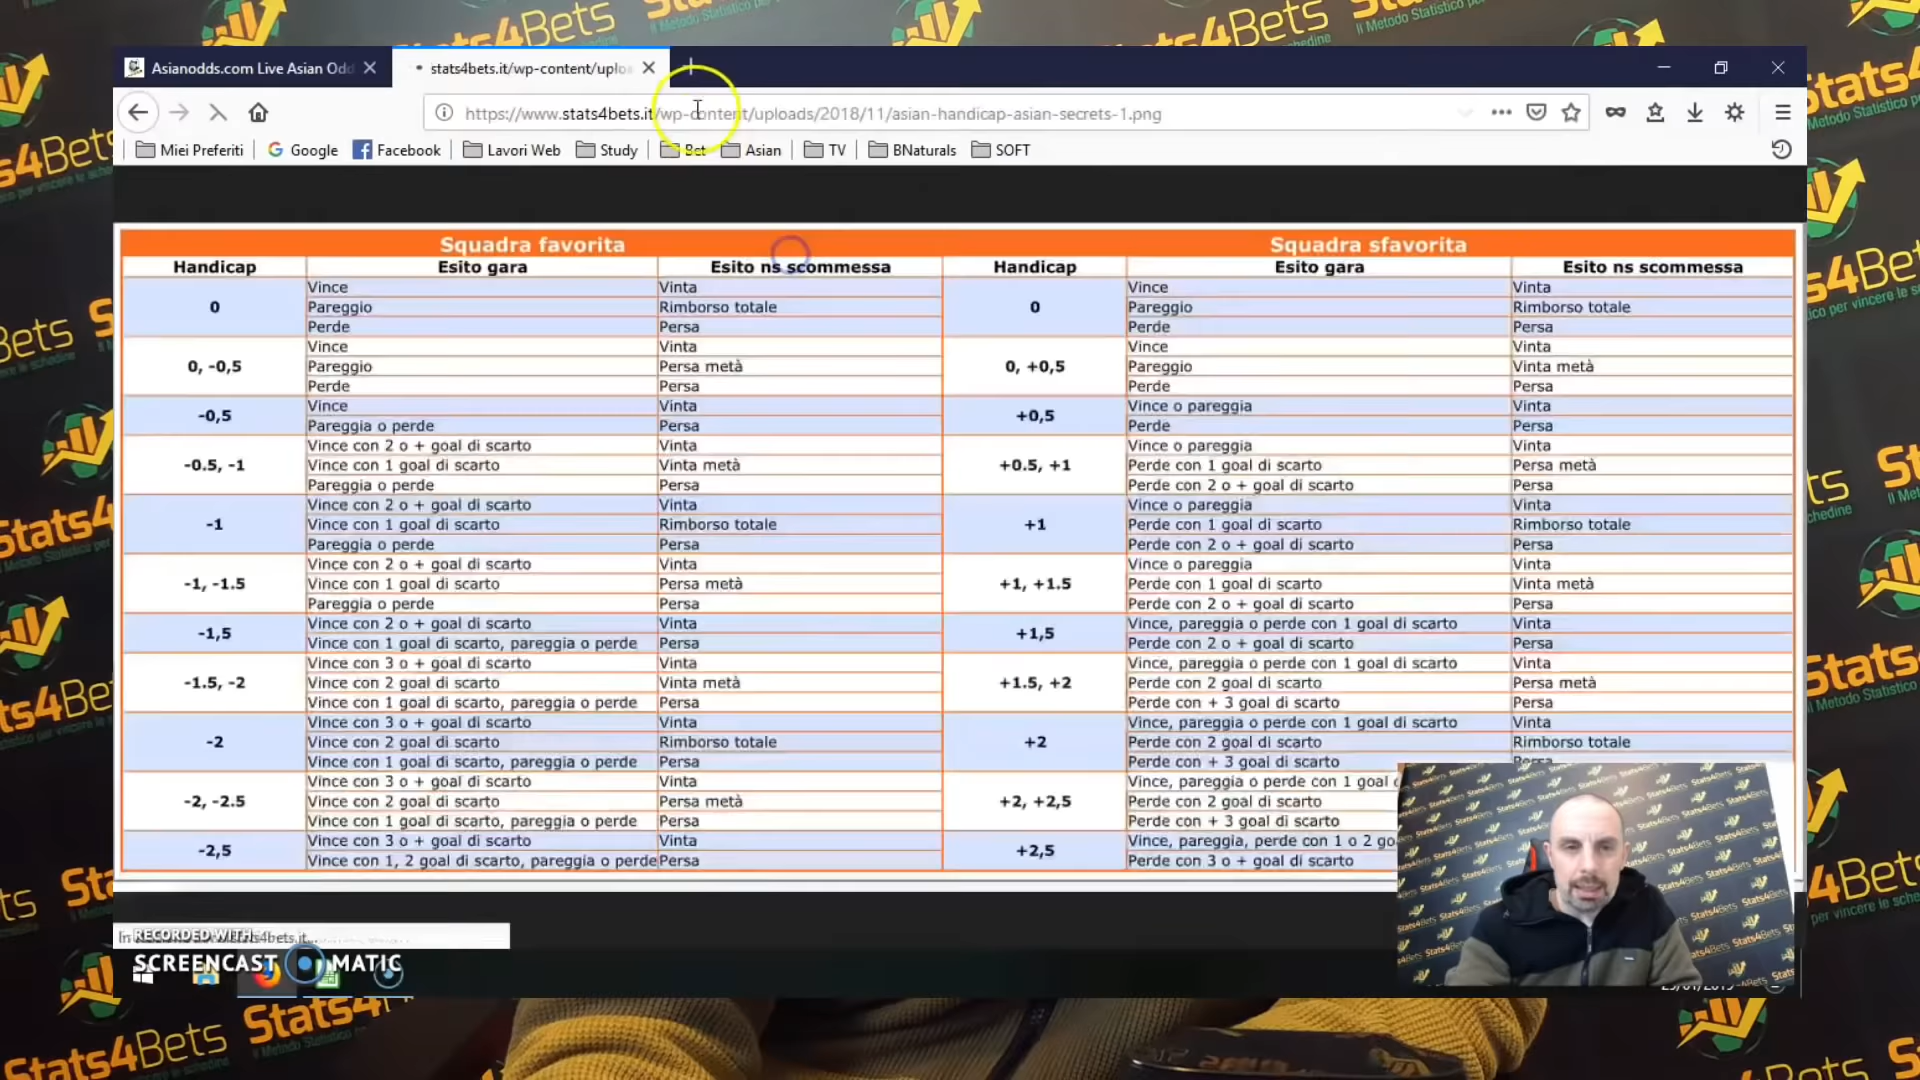 Asianodds.com Live Asian Odd
stats4bets.it/wp-content/uplo
https://www.stats4bets.it/wp-content/uploads/2018/11/asian-handicap-asian-secrets-1.png
Miei Preferiti Google Facebook Lavori Web Study Bet Asian TV BNaturals SOFT
Squadra favorita Squadra sfavorita
Handicap Esito gara Esito ns scommessa Handicap Esito gara Esito ns scommessa
Vince Vinta Vince Vinta
0 Pareggio Rimborso totale 0 Pareggio Rimborso totale
Perde Persa Perde Persa
Vince Vinta Vince Vinta
0, -0,5 Pareggio Persa metà 0, +0,5 Pareggio Vinta metà
Perde Persa Perde Persa
-0,5 Vince Vinta +0,5 Vince o pareggia Vinta
Pareggia o perde Persa Perde Persa
Vince con 2 o + goal di scarto Vinta Vince o pareggia Vinta
-0.5, -1 Vince con 1 goal di scarto Vinta metà +0.5, +1 Perde con 1 goal di scarto Persa metà
Pareggia o perde Persa Perde con 2 o + goal di scarto Persa
Vince con 2 o + goal di scarto Vinta Vince o pareggia Vinta
-1 Vince con 1 goal di scarto Rimborso totale +1 Perde con 1 goal di scarto Rimborso totale
Pareggia o perde Persa Perde con 2 o + goal di scarto Persa
Vince con 2 o + goal di scarto Vinta Vince o pareggia Vinta
-1, -1.5 Vince con 1 goal di scarto Persa metà +1, +1.5 Perde con 1 goal di scarto Vinta metà
Pareggia o perde Persa Perde con 2 o + goal di scarto Persa
-1,5 Vince con 2 o + goal di scarto Vinta +1,5 Vince, pareggia o perde con 1 goal di scarto Vinta
Vince con 1 goal di scarto, pareggia o perde Persa Perde con 2 o + goal di scarto Persa
Vince con 3 o + goal di scarto Vinta Vince, pareggia o perde con 1 goal di scarto Vinta
-1.5, -2 Vince con 2 goal di scarto Vinta metà +1.5, +2 Perde con 2 goal di scarto Persa metà
Vince con 1 goal di scarto, pareggia o perde Persa Perde con + 3 goal di scarto Persa
Vince con 3 o + goal di scarto Vinta Vince, pareggia o perde con 1 goal di scarto Vinta
-2 Vince con 2 goal di scarto Rimborso totale +2 Perde con 2 goal di scarto Rimborso totale
Vince con 1 goal di scarto, pareggia o perde Persa Perde con + 3 goal di scarto Persa
Vince con 3 o + goal di scarto Vinta Vince, pareggia o perde con 1 goal
-2, -2.5 Vince con 2 goal di scarto Persa metà +2, +2,5 Perde con 2 goal di scarto
Vince con 1 goal di scarto, pareggia o perde Persa Perde con + 3 goal di scarto
-2,5 Vince con 3 o + goal di scarto Vinta +2,5 Vince, pareggia, perde con 1 o 2 go
Vince con 1, 2 goal di scarto, pareggia o perde Persa Perde con 3 o + goal di scarto
RECORDED WITH
SCREENCAST MATIC
Stats4Bets
Il Metodo Statistico per vincere le schedine